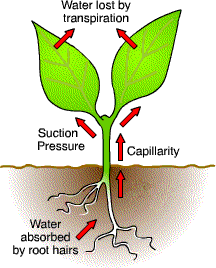 Water lost by
transpiration
Suction
Pressure
Capillarity
Water
absorbed
by root hairs